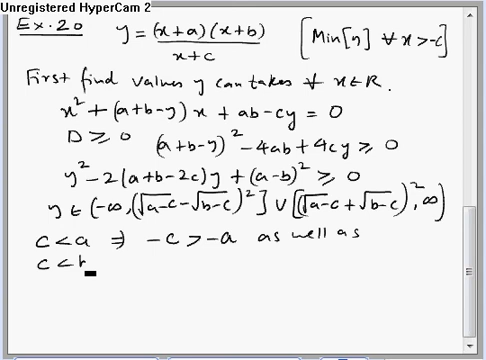 Unregistered HyperCam 2
Ex. 20 y = (x+a)(x+b) / x+c [Min[y] ∀ x > -c]
First find values y can takes ∀ x ∈ R.
x² + (a+b-y)x + ab-cy = 0
D ≥ 0 (a+b-y)² - 4ab + 4cy ≥ 0
y² - 2(a+b-2c)y + (a-b)² ≥ 0
y ∈ (-∞, (√a-c - √b-c)²] ∪ [(√a-c + √b-c)², ∞)
c < a ⇒ -c > -a as well as
c <